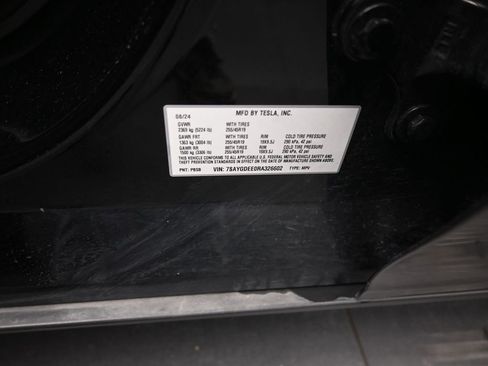 MFD BY TESLA, INC.
08/24
GVWR WITH TIRES
2369 kg (5224 lb) 255/45R19
GAWR FRT WITH TIRES RIM COLD TIRE PRESSURE
1363 kg (3004 lb) 255/45R19 19X9.5J 290 kPa, 42 psi
GAWR RR WITH TIRES RIM COLD TIRE PRESSURE
1500 kg (3306 lb) 255/45R19 19X9.5J 290 kPa, 42 psi
THIS VEHICLE CONFORMS TO ALL APPLICABLE U.S. FEDERAL MOTOR VEHICLE SAFETY AND
THEFT PREVENTION STANDARDS IN EFFECT ON THE DATE OF MANUFACTURE SHOWN ABOVE.
PNT: PBSB VIN: 7SAYGDEE0RA326602 TYPE: MPV